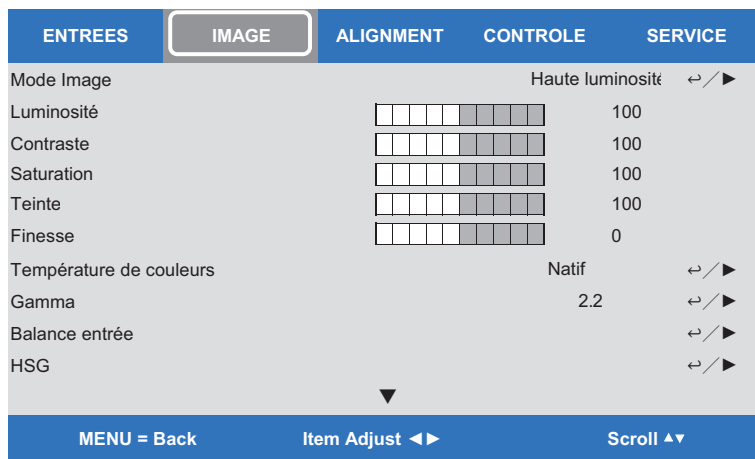 ENTREES IMAGE ALIGNMENT CONTROLE SERVICE
Mode Image Haute luminosité ↩/▶
Luminosité 100
Contraste 100
Saturation 100
Teinte 100
Finesse 0
Température de couleurs Natif ↩/▶
Gamma 2.2 ↩/▶
Balance entrée ↩/▶
HSG ↩/▶
▼
MENU = Back Item Adjust ◀▶ Scroll ▲▼